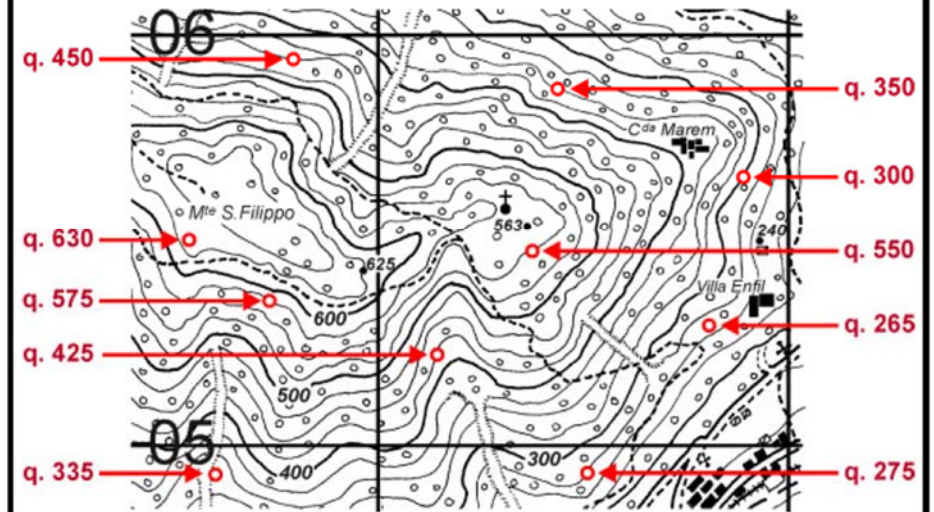 06
q. 450
q. 350
Cda Marem
q. 300
Mte S. Filippo
563
q. 630
240
q. 550
625
Villa Enfil
q. 575
600
q. 265
q. 425
500
05
300
q. 335
400
q. 275